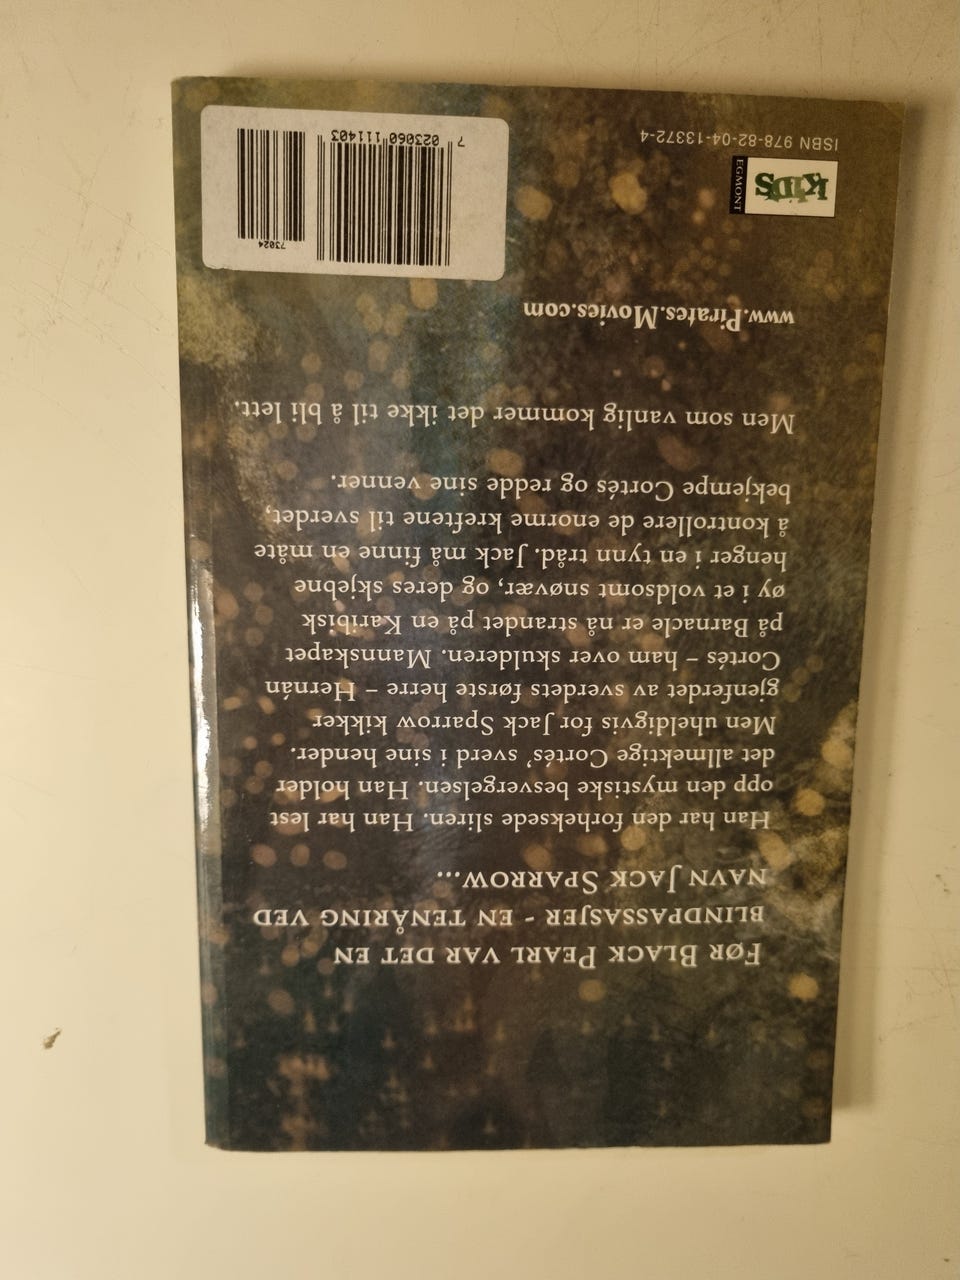 FØR BLACK PEARL VAR DET EN
BLINDPASSASJER - EN TENÅRING VED
NAVN JACK SPARROW...
Han har den forheksede sliren. Han har lest
opp den mystiske besvergelsen. Han holder
det allmektige Cortés’ sverd i sine hender.
Men uheldigvis for Jack Sparrow kikker
gjenferdet av sverdets første herre – Hernán
Cortés – ham over skulderen. Mannskapet
på Barnacle er nå strandet på en Karibisk
øy i et voldsomt snøvær, og deres skjebne
henger i en tynn tråd. Jack må finne en måte
å kontrollere de enorme kreftene til sverdet,
bekjempe Cortés og redde sine venner.
Men som vanlig kommer det ikke til å bli lett.
www.Pirates.Movies.com
KIDS
EGMONT
ISBN 978-82-04-13372-4
73024
7 023060 111403